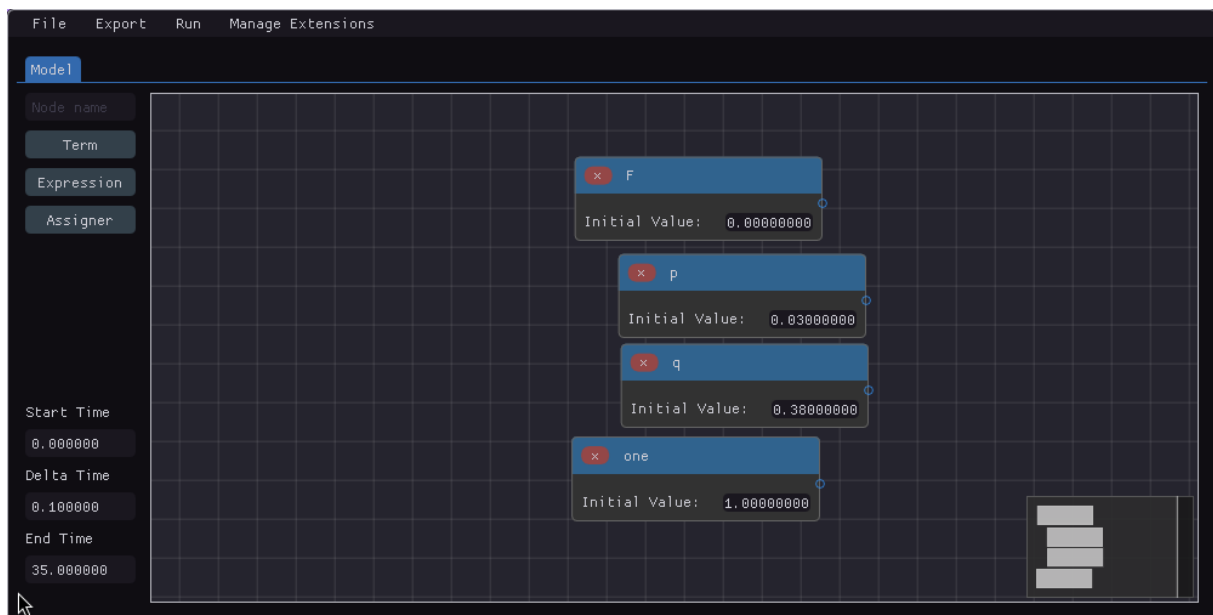 File Export Run Manage Extensions
Model
Node name
Term
Expression
Assigner
× F
Initial Value: 0.00000000
× p
Initial Value: 0.03000000
× q
Initial Value: 0.38000000
× one
Initial Value: 1.00000000
Start Time
0.000000
Delta Time
0.100000
End Time
35.000000